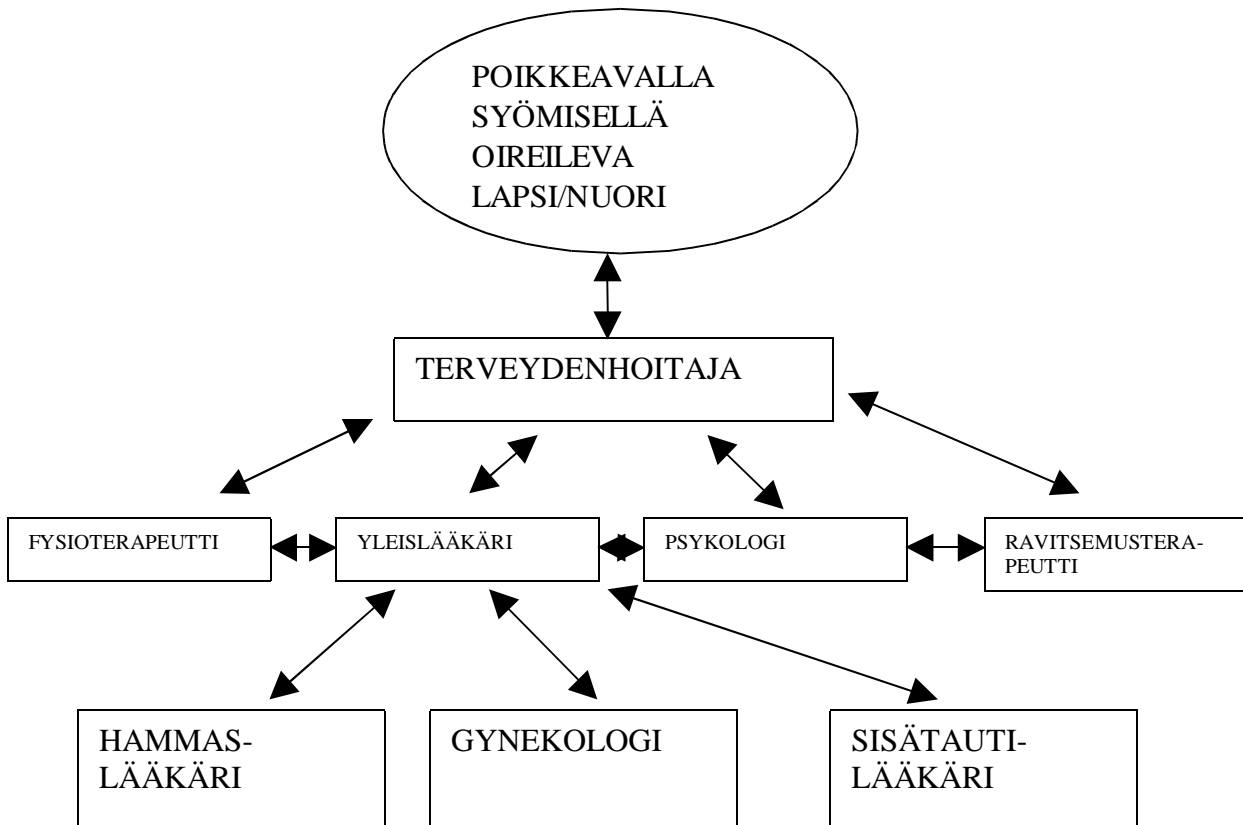 POIKKEAVALLA
SYÖMISELLÄ
OIREILEVA
LAPSI/NUORI
TERVEYDENHOITAJA
FYSIOTERAPEUTTI
YLEISLÄÄKÄRI
PSYKOLOGI
RAVITSEMUSTERA-
PEUTTI
HAMMAS-
LÄÄKÄRI
GYNEKOLOGI
SISÄTAUTI-
LÄÄKÄRI